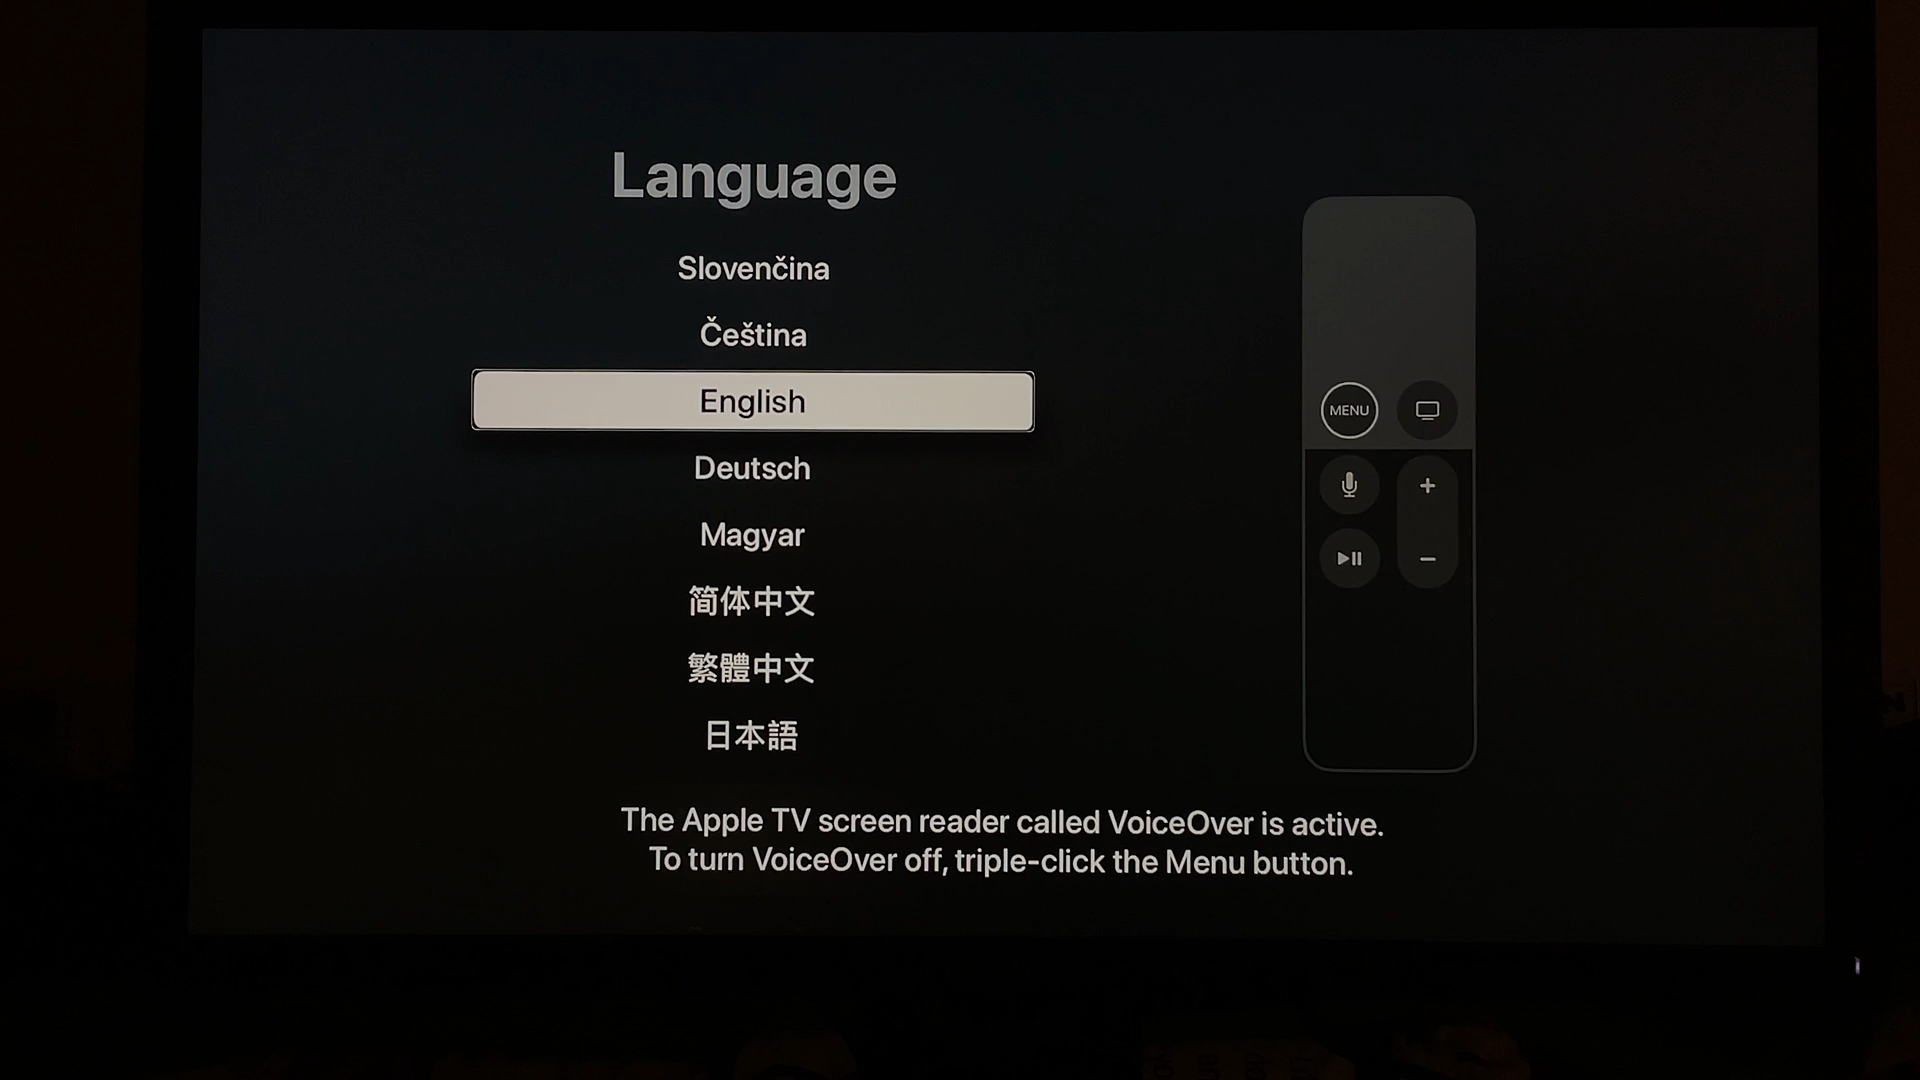 Language
Slovenčina
Čeština
English
Deutsch
Magyar
简体中文
繁體中文
日本語
MENU
The Apple TV screen reader called VoiceOver is active.
To turn VoiceOver off, triple-click the Menu button.